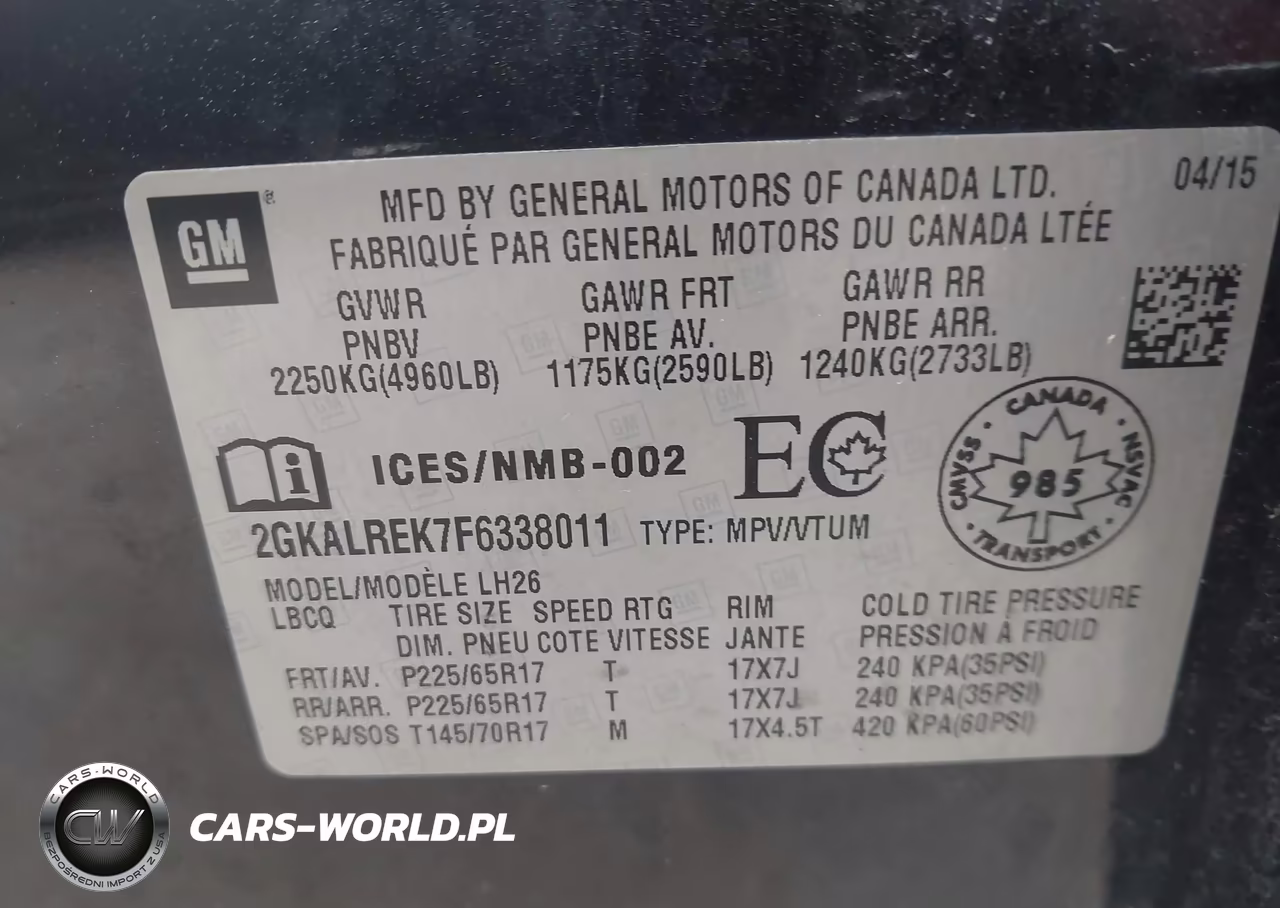 GM
®
MFD BY GENERAL MOTORS OF CANADA LTD.
04/15
FABRIQUÉ PAR GENERAL MOTORS DU CANADA LTÉE
GVWR GAWR FRT GAWR RR
PNBV PNBE AV. PNBE ARR.
2250KG(4960LB) 1175KG(2590LB) 1240KG(2733LB)
ICES/NMB-002 EC
CANADA
CMVSS 985 NSVAC
TRANSPORT
2GKALREK7F6338011 TYPE: MPV/VTUM
MODEL/MODÈLE LH26
LBCQ TIRE SIZE SPEED RTG RIM COLD TIRE PRESSURE
DIM. PNEU COTE VITESSE JANTE PRESSION À FROID
FRT/AV. P225/65R17 T 17X7J 240 KPA(35PSI)
RR/ARR. P225/65R17 T 17X7J 240 KPA(35PSI)
SPA/SOS T145/70R17 M 17X4.5T 420 KPA(60PSI)
CARS-WORLD
CW
BEZPOŚREDNI IMPORT Z USA
CARS-WORLD.PL